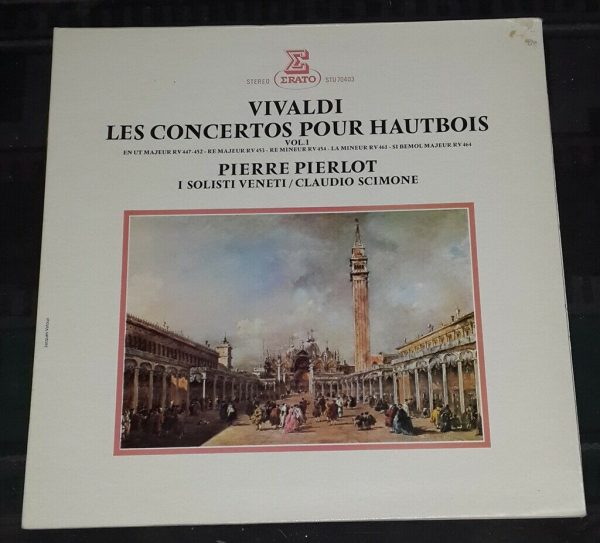 Σ
STEREO ΣRATO STU 70403
VIVALDI
LES CONCERTOS POUR HAUTBOIS
VOL.1
EN UT MAJEUR RV 447-452 - RE MAJEUR RV 453 - RE MINEUR RV 454 - LA MINEUR RV 463 - SI BEMOL MAJEUR RV 464
PIERRE PIERLOT
I SOLISTI VENETI / CLAUDIO SCIMONE